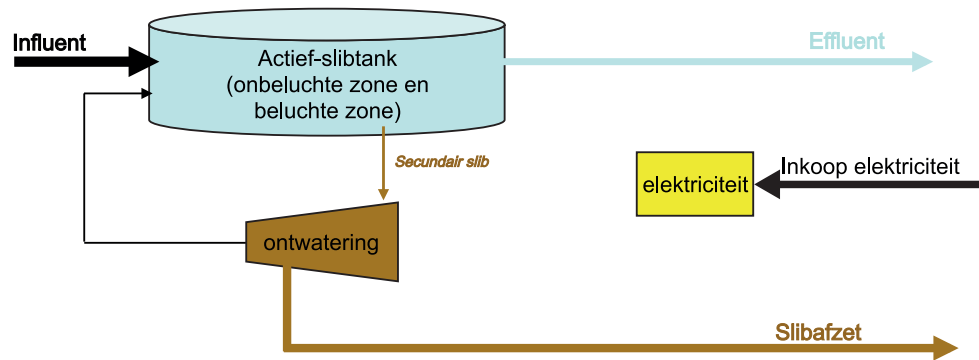 Influent
Actief-slibtank
(onbeluchte zone en
beluchte zone)
Effluent
Secundair slib
elektriciteit
Inkoop elektriciteit
ontwatering
Slibafzet